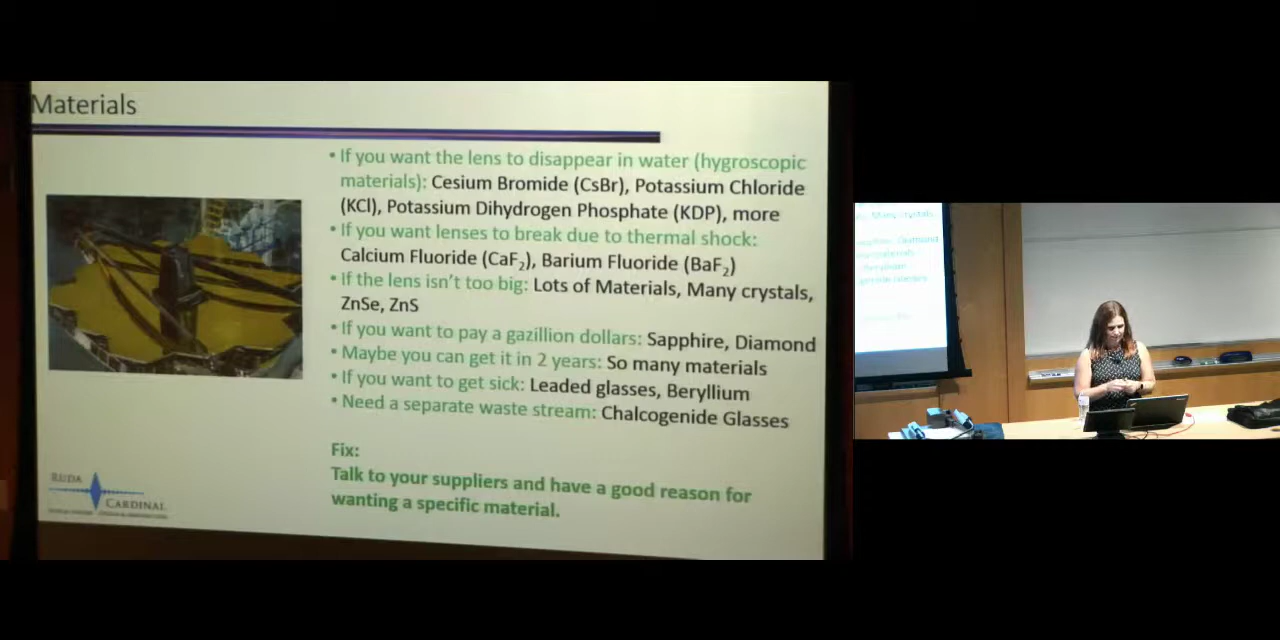 Materials
• If you want the lens to disappear in water (hygroscopic
materials): Cesium Bromide (CsBr), Potassium Chloride
(KCl), Potassium Dihydrogen Phosphate (KDP), more
• If you want lenses to break due to thermal shock:
Calcium Fluoride (CaF₂), Barium Fluoride (BaF₂)
• If the lens isn't too big: Lots of Materials, Many crystals,
ZnSe, ZnS
• If you want to pay a gazillion dollars: Sapphire, Diamond
• Maybe you can get it in 2 years: So many materials
• If you want to get sick: Leaded glasses, Beryllium
• Need a separate waste stream: Chalcogenide Glasses
Fix:
Talk to your suppliers and have a good reason for
wanting a specific material.
RUDA
CARDINAL
Many crystals
Diamond